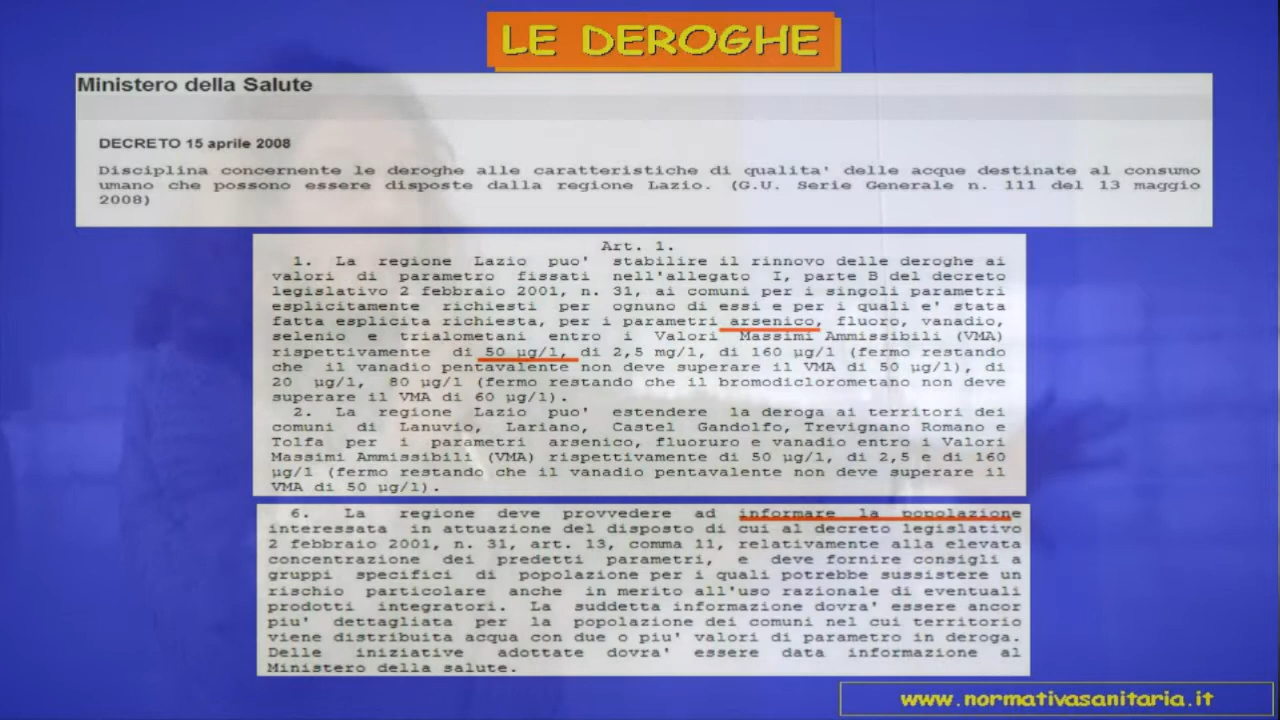 LE DEROGHE
Ministero della Salute
DECRETO 15 aprile 2008
Disciplina concernente le deroghe alle caratteristiche di qualita' delle acque destinate al consumo
umano che possono essere disposte dalla regione Lazio. (G.U. Serie Generale n. 111 del 13 maggio
2008)
Art. 1.
1. La regione Lazio puo' stabilire il rinnovo delle deroghe ai
valori di parametro fissati nell'allegato I, parte B del decreto
legislativo 2 febbraio 2001, n. 31, ai comuni per i singoli parametri
esplicitamente richiesti per ognuno di essi e per i quali e' stata
fatta esplicita richiesta, per i parametri arsenico, fluoro, vanadio,
selenio e trialometani entro i Valori Massimi Ammissibili (VMA)
rispettivamente di 50 µg/l, di 2,5 mg/l, di 160 µg/l (fermo restando
che il vanadio pentavalente non deve superare il VMA di 50 µg/l), di
20 µg/l, 80 µg/l (fermo restando che il bromodiclorometano non deve
superare il VMA di 60 µg/l).
2. La regione Lazio puo' estendere la deroga ai territori dei
comuni di Lanuvio, Lariano, Castel Gandolfo, Trevignano Romano e
Tolfa per i parametri arsenico, fluoruro e vanadio entro i Valori
Massimi Ammissibili (VMA) rispettivamente di 50 µg/l, di 2,5 e di 160
µg/l (fermo restando che il vanadio pentavalente non deve superare il
VMA di 50 µg/l).
6. La regione deve provvedere ad informare la popolazione
interessata in attuazione del disposto di cui al decreto legislativo
2 febbraio 2001, n. 31, art. 13, comma 11, relativamente alla elevata
concentrazione dei predetti parametri, e deve fornire consigli a
gruppi specifici di popolazione per i quali potrebbe sussistere un
rischio particolare anche in merito all'uso razionale di eventuali
prodotti integratori. La suddetta informazione dovra' essere ancor
piu' dettagliata per la popolazione dei comuni nel cui territorio
viene distribuita acqua con due o piu' valori di parametro in deroga.
Delle iniziative adottate dovra' essere data informazione al
Ministero della salute.
www.normativasanitaria.it